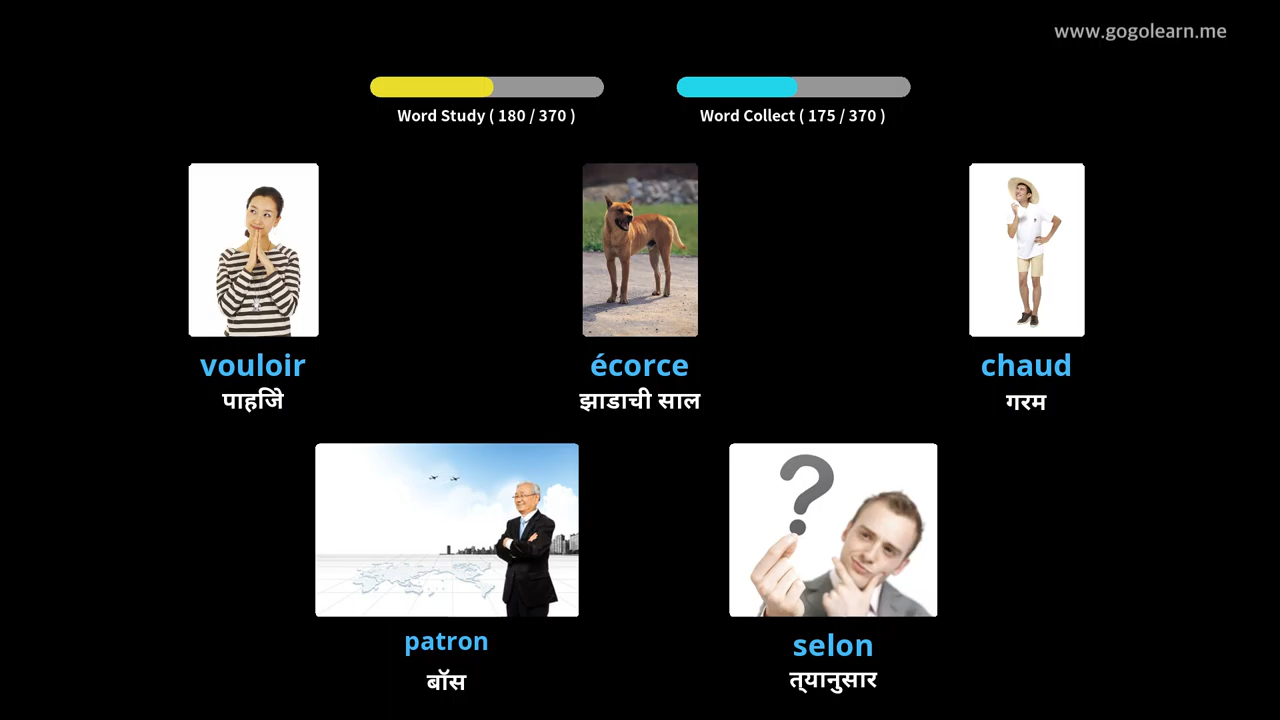 www.gogolearn.me
Word Study ( 180 / 370 )
Word Collect ( 175 / 370 )
vouloir
पाहिजे
écorce
झाडाची साल
chaud
गरम
patron
बॉस
selon
त्यानुसार